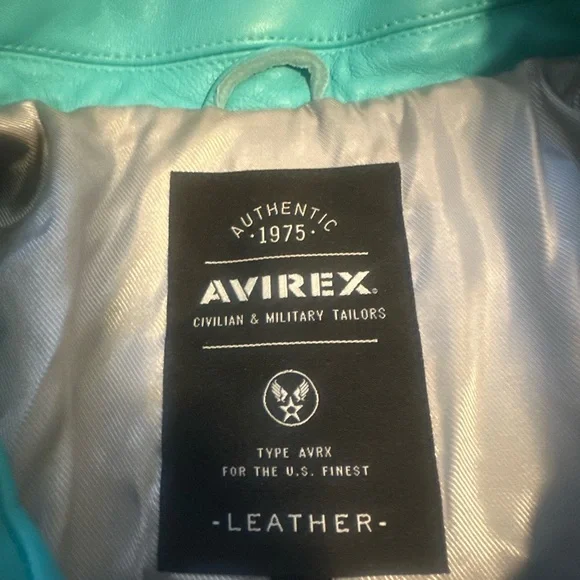 AUTHENTIC
·1975·
AVIREX®
CIVILIAN & MILITARY TAILORS
TYPE AVRX
FOR THE U.S. FINEST
-LEATHER-